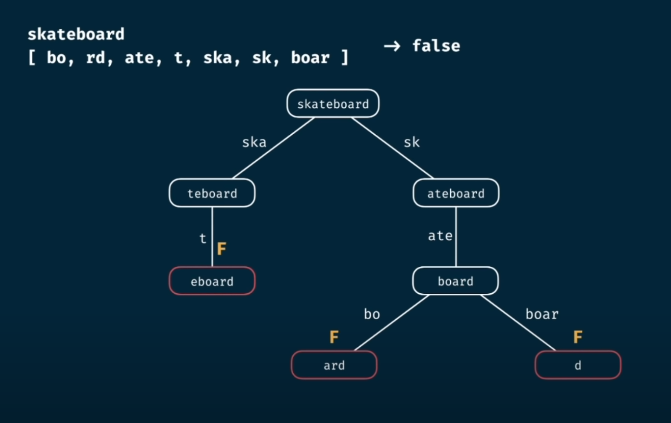 skateboard
[ bo, rd, ate, t, ska, sk, boar ] → false
skateboard
ska sk
teboard ateboard
t F ate
eboard board
bo boar
F F
ard d